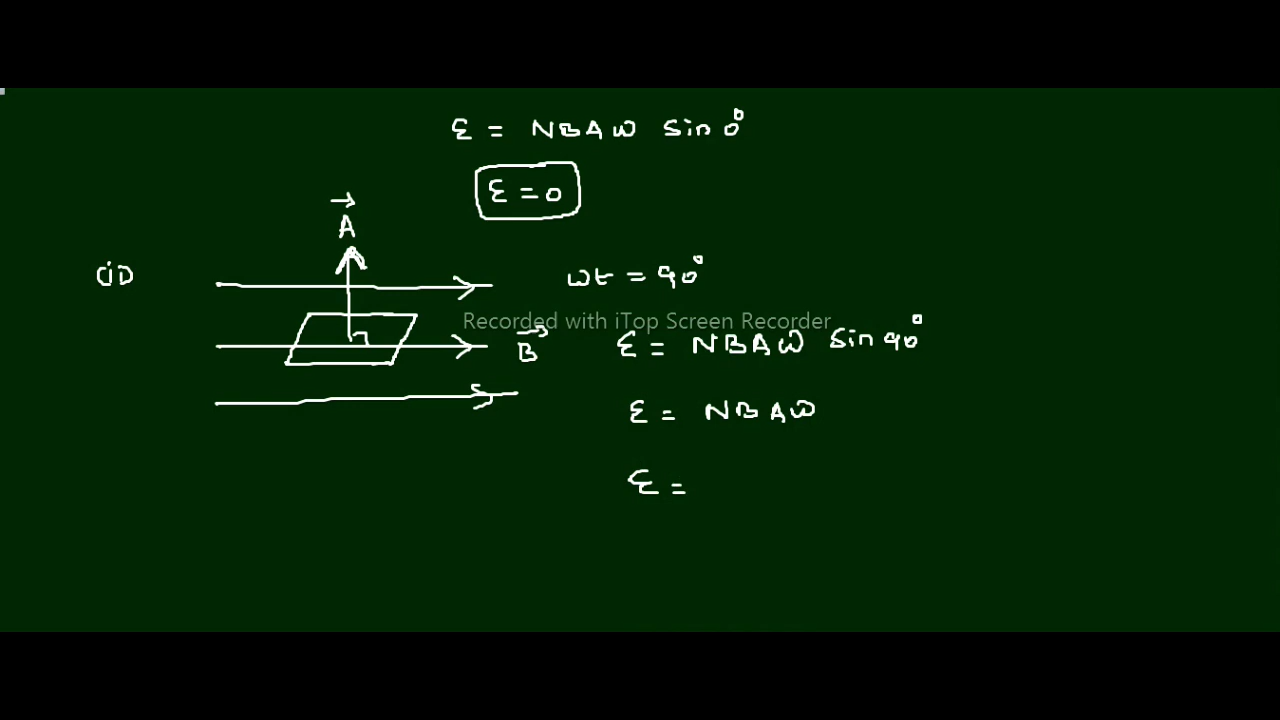 ε = NBAω sin 0°
ε = 0
A
(ii)
ωt = 90°
Recorded with iTop Screen Recorder
B
ε = NBAω sin 90°
ε = NBAω
ε =